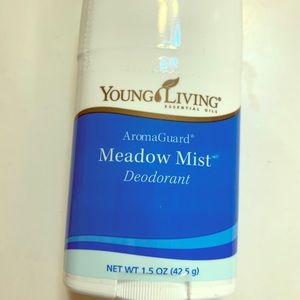 YOUNG LIVING®
ESSENTIAL OILS
AromaGuard®
Meadow Mist™
Deodorant
NET WT 1.5 OZ (42.5 g)